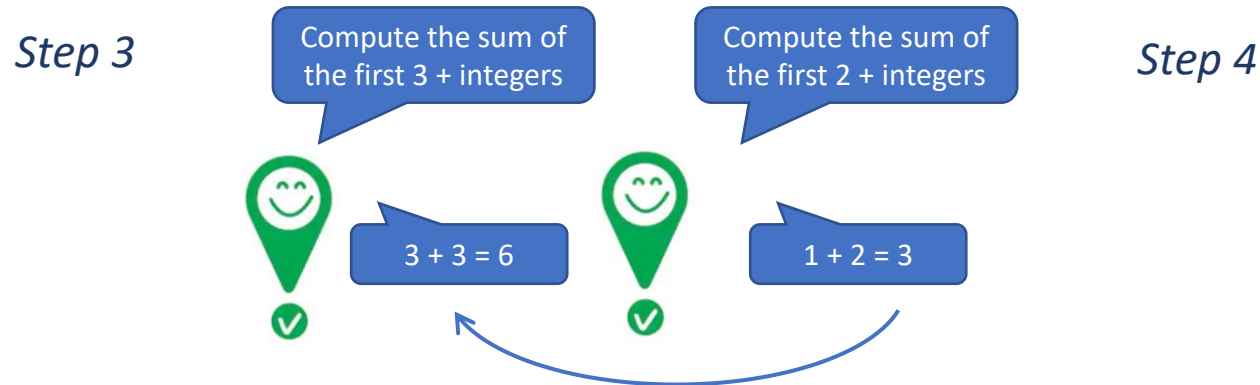 Step 3
Compute the sum of
the first 3 + integers
Compute the sum of
the first 2 + integers
Step 4
3 + 3 = 6
1 + 2 = 3